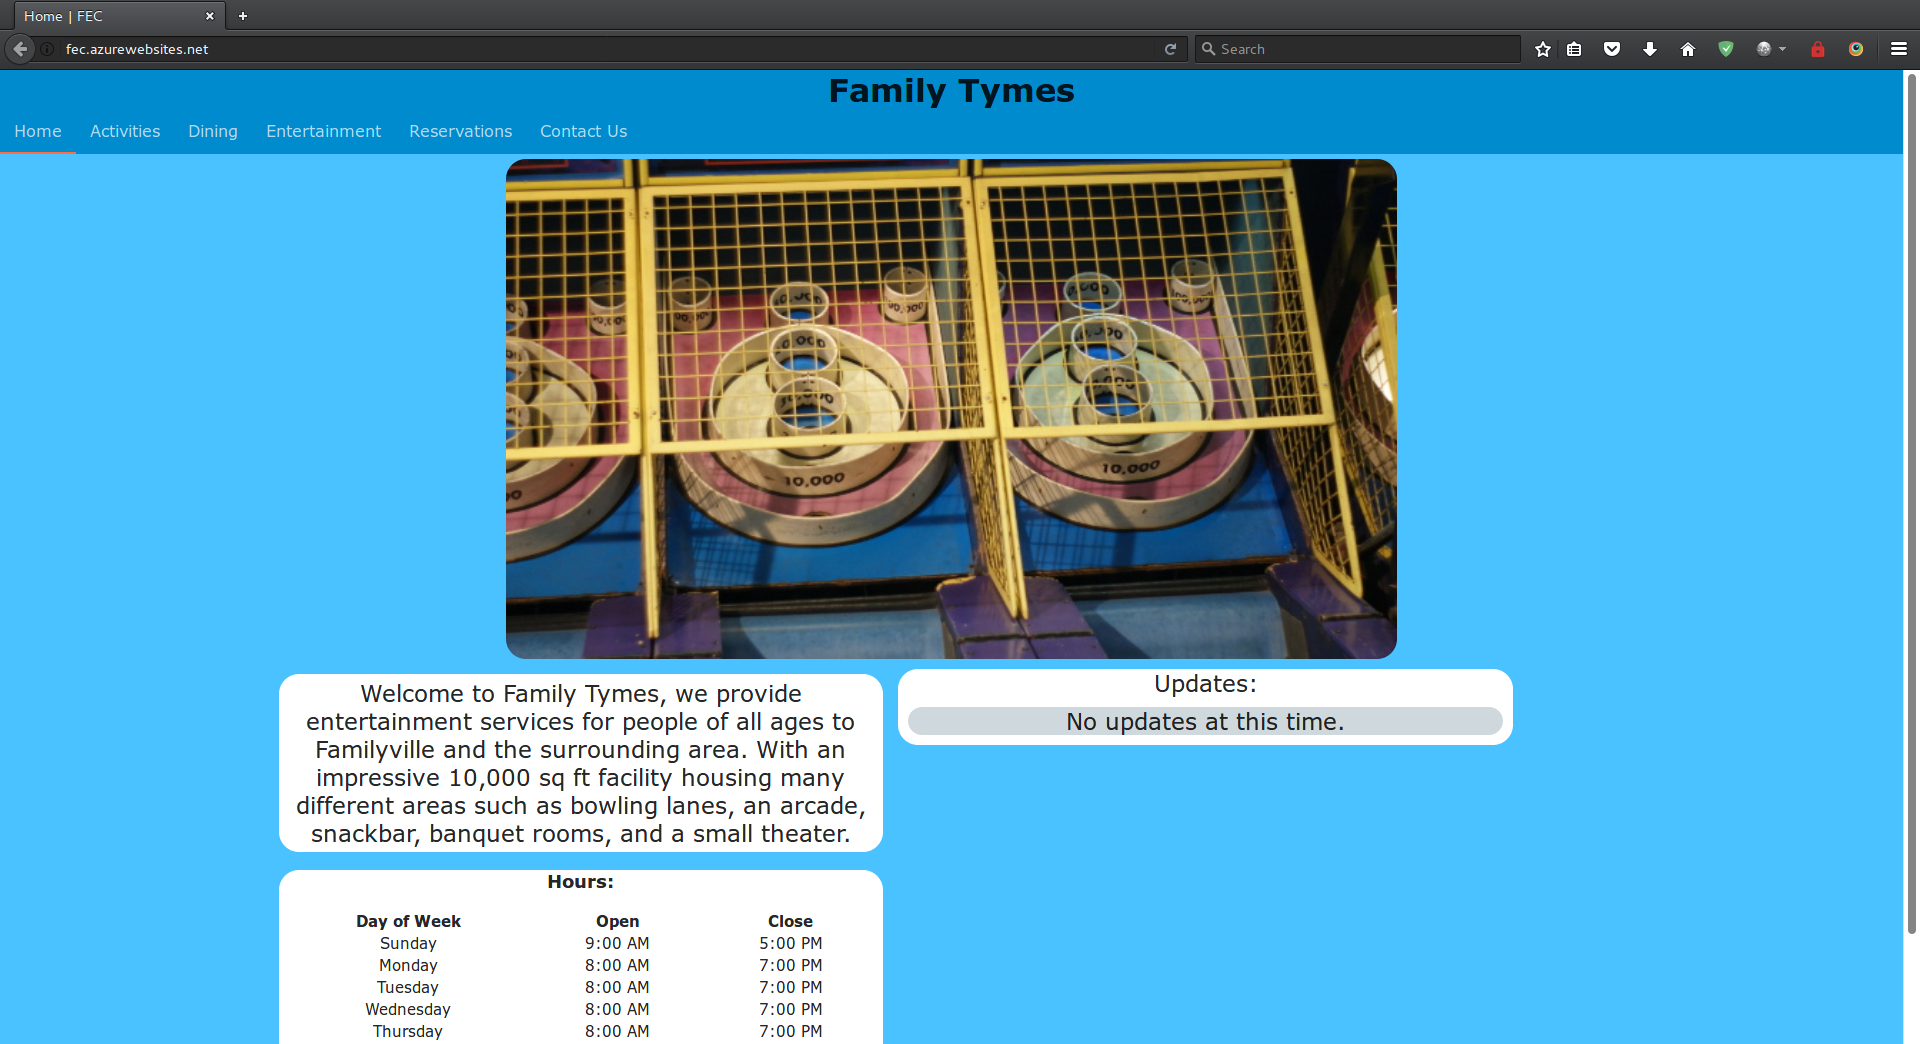 Home | FEC
fec.azurewebsites.net
Search
Family Tymes
Home Activities Dining Entertainment Reservations Contact Us
10,000
10,000
Welcome to Family Tymes, we provide
entertainment services for people of all ages to
Familyville and the surrounding area. With an
impressive 10,000 sq ft facility housing many
different areas such as bowling lanes, an arcade,
snackbar, banquet rooms, and a small theater.
Updates:
No updates at this time.
Hours:
Day of Week Open Close
Sunday 9:00 AM 5:00 PM
Monday 8:00 AM 7:00 PM
Tuesday 8:00 AM 7:00 PM
Wednesday 8:00 AM 7:00 PM
Thursday 8:00 AM 7:00 PM